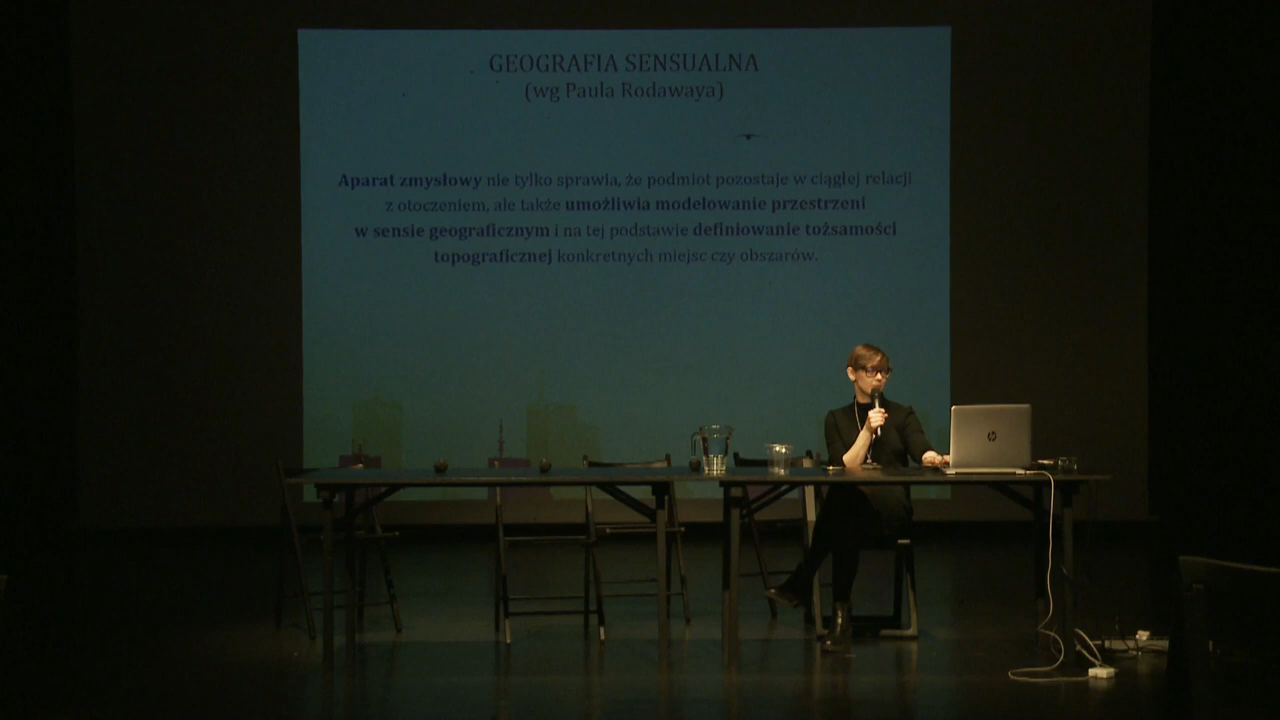 GEOGRAFIA SENSUALNA
(wg Paula Rodawaya)
Aparat zmysłowy nie tylko sprawia, że podmiot pozostaje w ciągłej relacji
z otoczeniem, ale także umożliwia modelowanie przestrzeni
w sensie geograficznym i na tej podstawie definiowanie tożsamości
topograficznej konkretnych miejsc czy obszarów.
hp